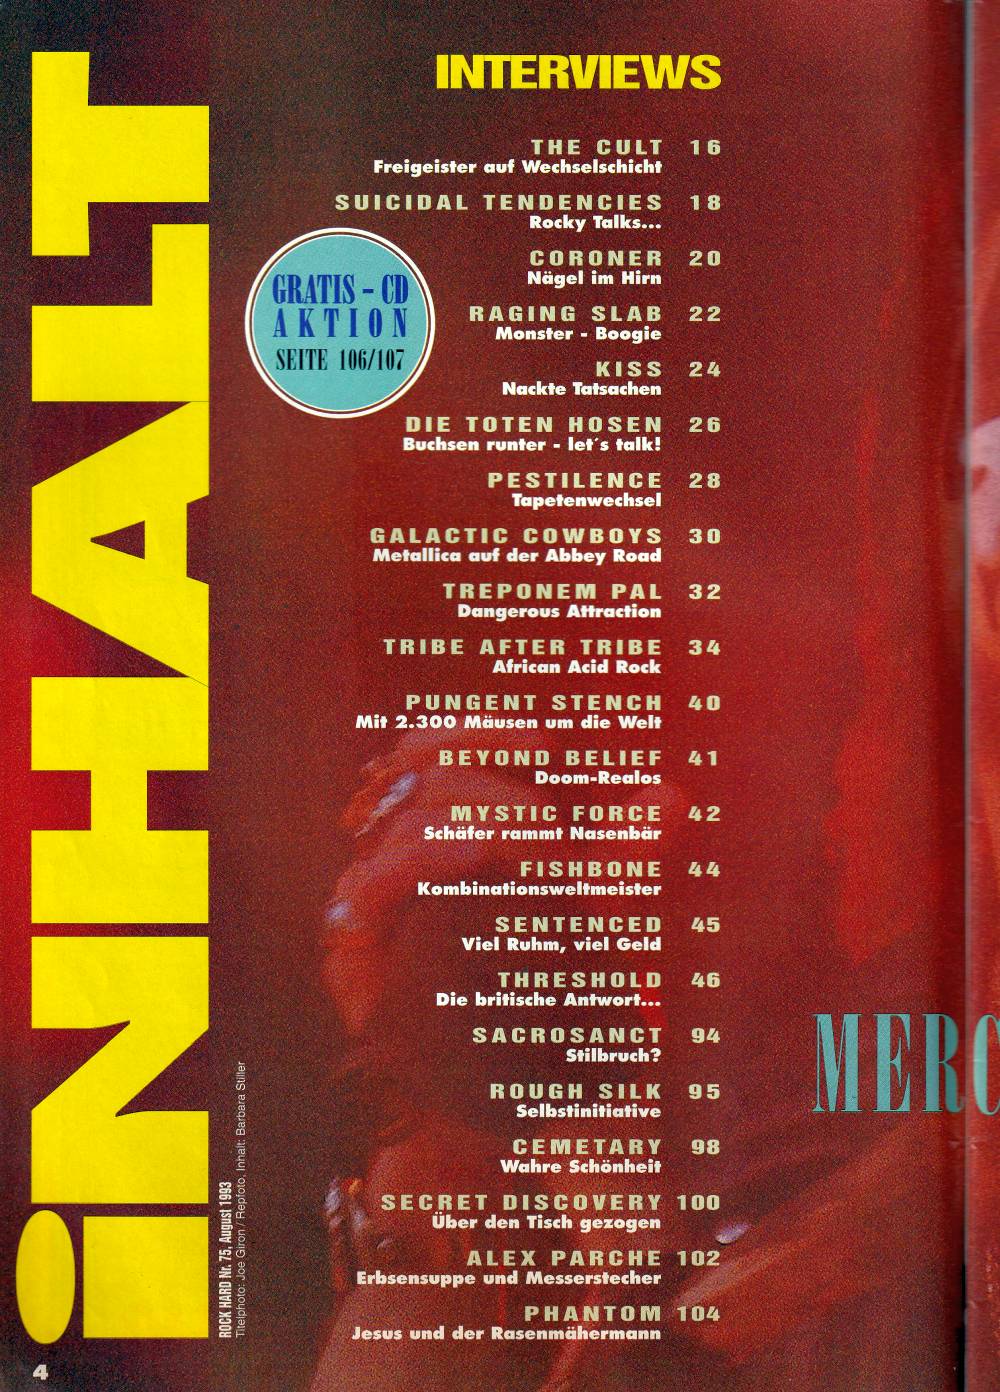 iNHALT
INTERVIEWS
THE CULT 16
Freigeister auf Wechselschicht
SUICIDAL TENDENCIES 18
Rocky Talks...
CORONER 20
Nägel im Hirn
RAGING SLAB 22
Monster - Boogie
KISS 24
Nackte Tatsachen
DIE TOTEN HOSEN 26
Buchsen runter - let´s talk!
PESTILENCE 28
Tapetenwechsel
GALACTIC COWBOYS 30
Metallica auf der Abbey Road
TREPONEM PAL 32
Dangerous Attraction
TRIBE AFTER TRIBE 34
African Acid Rock
PUNGENT STENCH 40
Mit 2.300 Mäusen um die Welt
BEYOND BELIEF 41
Doom-Realos
MYSTIC FORCE 42
Schäfer rammt Nasenbär
FISHBONE 44
Kombinationsweltmeister
SENTENCED 45
Viel Ruhm, viel Geld
THRESHOLD 46
Die britische Antwort...
SACROSANCT 94
Stilbruch?
ROUGH SILK 95
Selbstinitiative
CEMETARY 98
Wahre Schönheit
SECRET DISCOVERY 100
Über den Tisch gezogen
ALEX PARCHE 102
Erbsensuppe und Messerstecher
PHANTOM 104
Jesus und der Rasenmähermann
GRATIS - CD
AKTION
SEITE 106/107
ROCK HARD Nr. 75, August 1993
Titelphoto: Joe Giron / Repfoto, Inhalt: Barbara Stiller
MERC
4